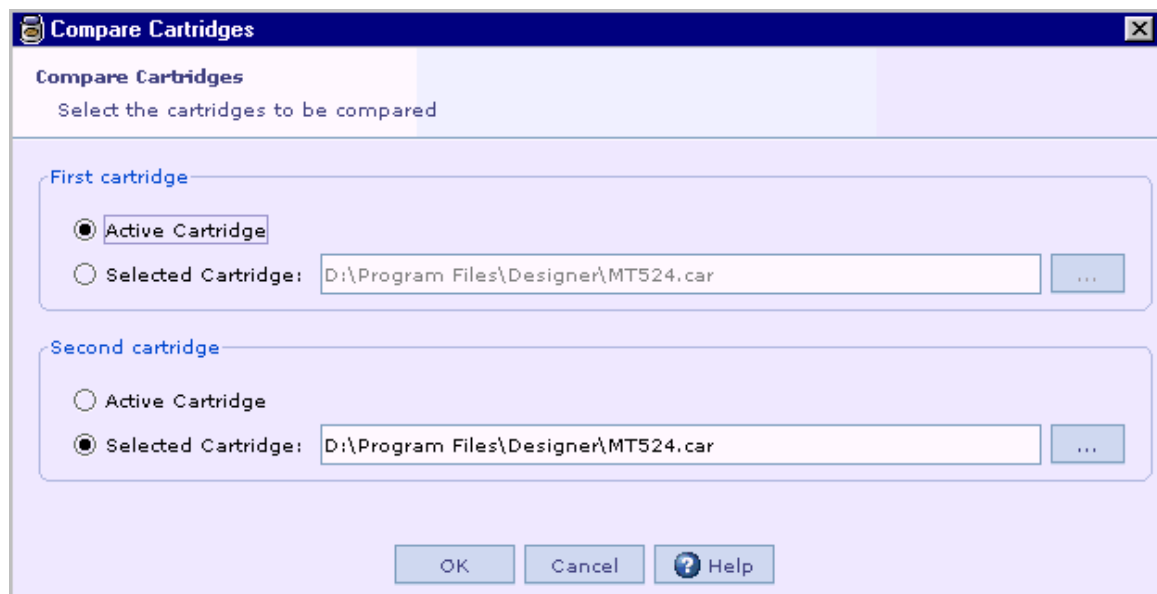 Compare Cartridges
Compare Cartridges
Select the cartridges to be compared
First cartridge
Active Cartridge
Selected Cartridge: D:\Program Files\Designer\MT524.car ...
Second cartridge
Active Cartridge
Selected Cartridge: D:\Program Files\Designer\MT524.car ...
OK Cancel Help